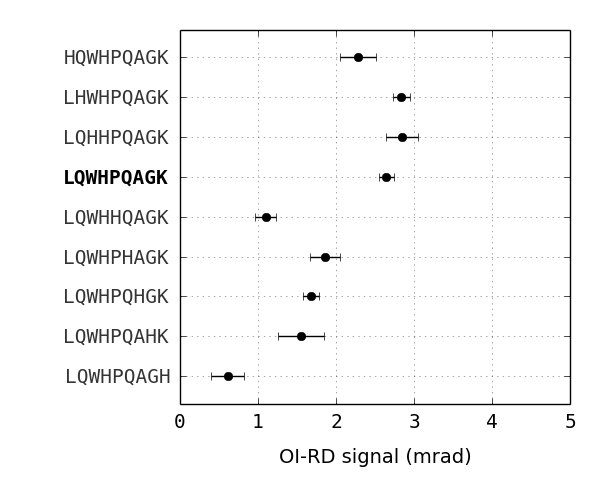 HQWHPQAGK
LHWHPQAGK
LQHHPQAGK
LQWHPQAGK
LQWHHQAGK
LQWHPHAGK
LQWHPQHGK
LQWHPQAHK
LQWHPQAGH
0 1 2 3 4 5
OI-RD signal (mrad)